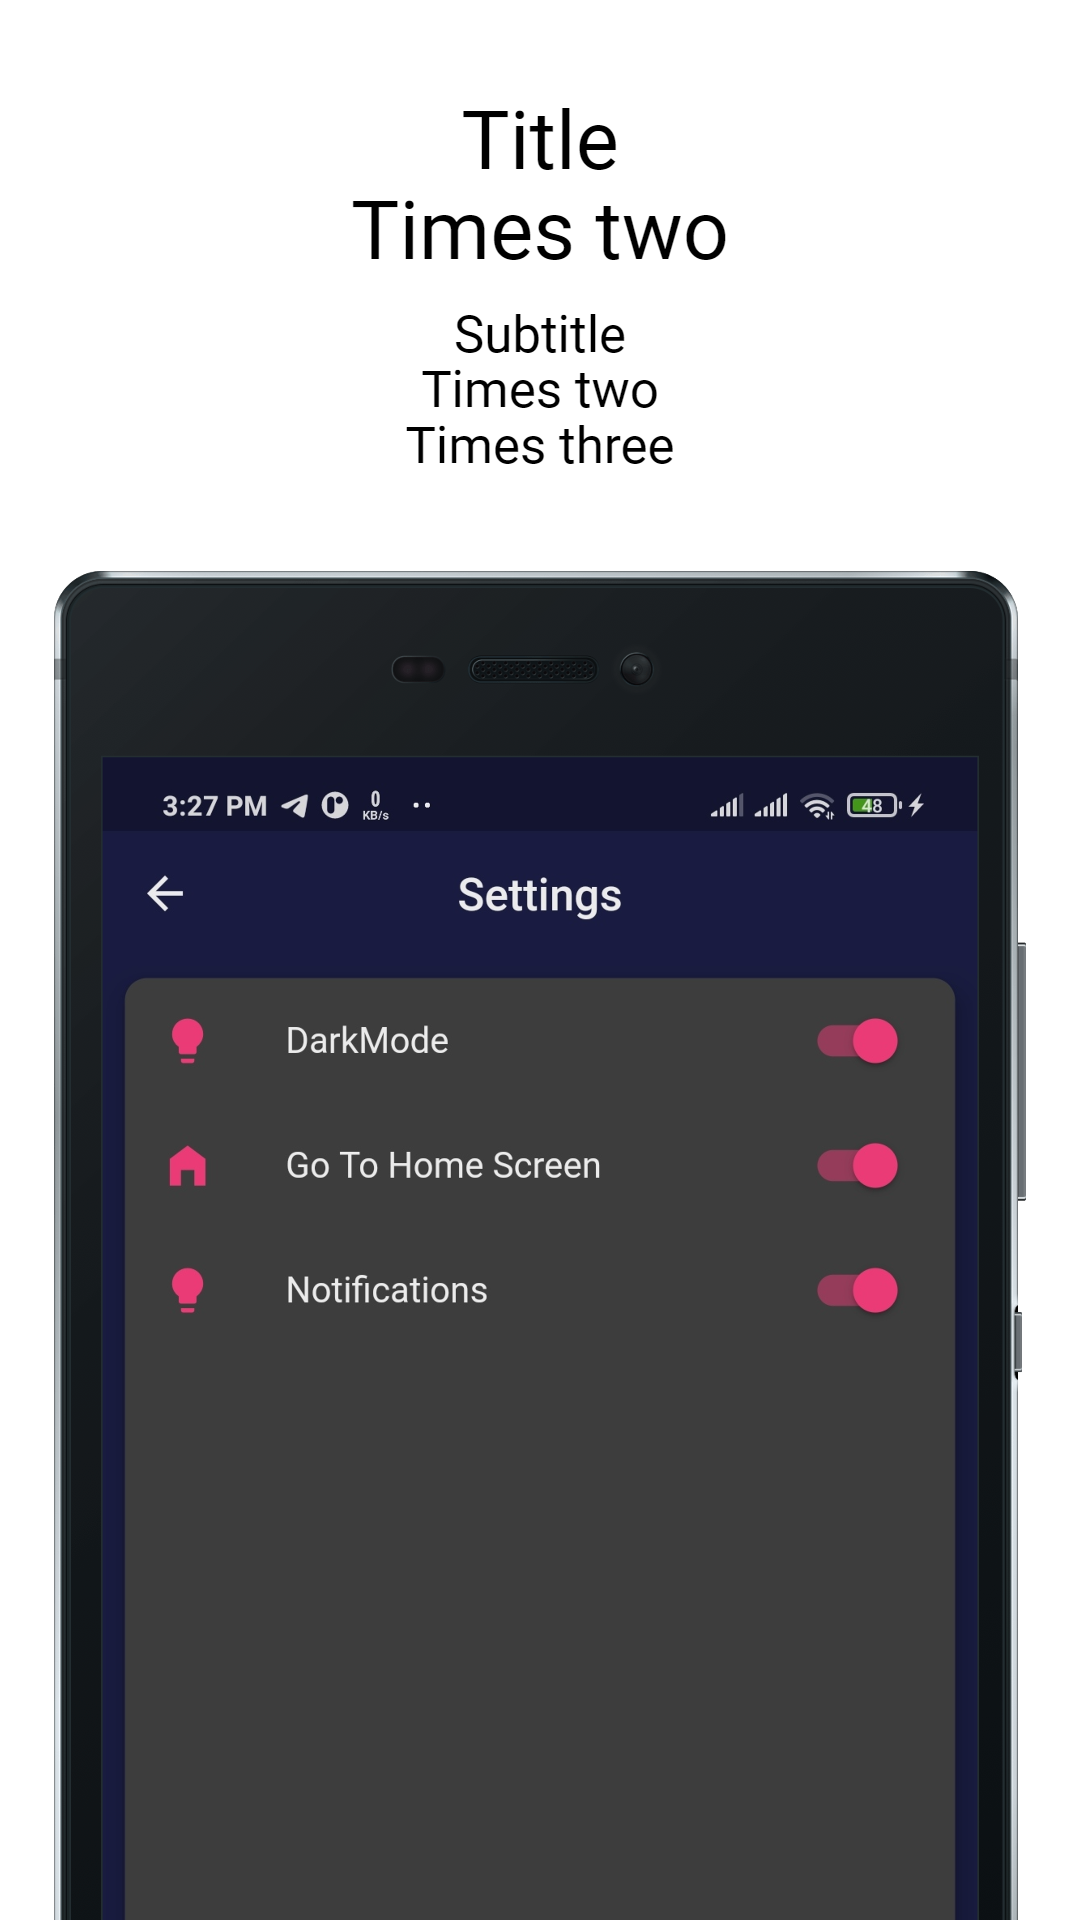 Title
Times two
Subtitle
Times two
Times three
3:27 PM 0 KB/s 48
Settings
DarkMode
Go To Home Screen
Notifications